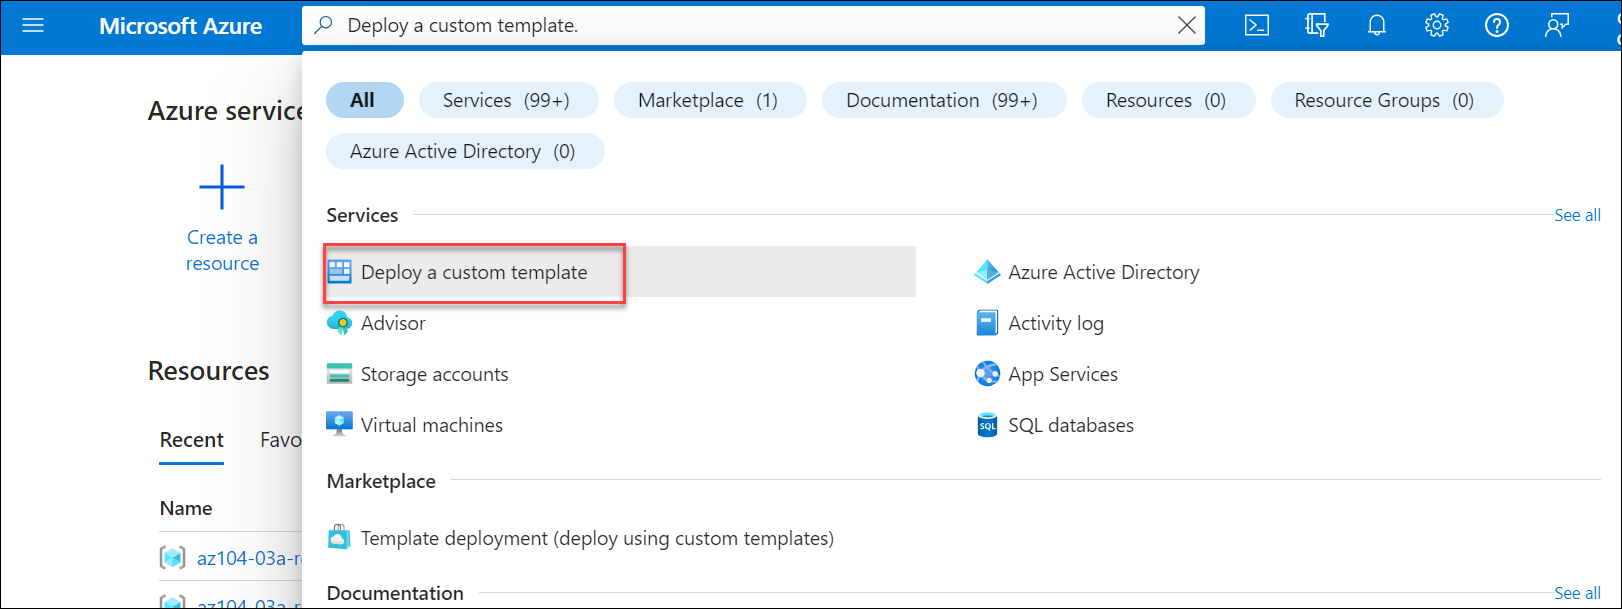 Microsoft Azure
Deploy a custom template.
All
Services (99+)
Marketplace (1)
Documentation (99+)
Resources (0)
Resource Groups (0)
Azure Active Directory (0)
Azure service
Create a
resource
Services
See all
Deploy a custom template
Azure Active Directory
Advisor
Activity log
Storage accounts
App Services
Virtual machines
SQL
SQL databases
Resources
Recent
Favo
Name
az104-03a-r
az104-03a-r
Marketplace
Template deployment (deploy using custom templates)
Documentation
See all